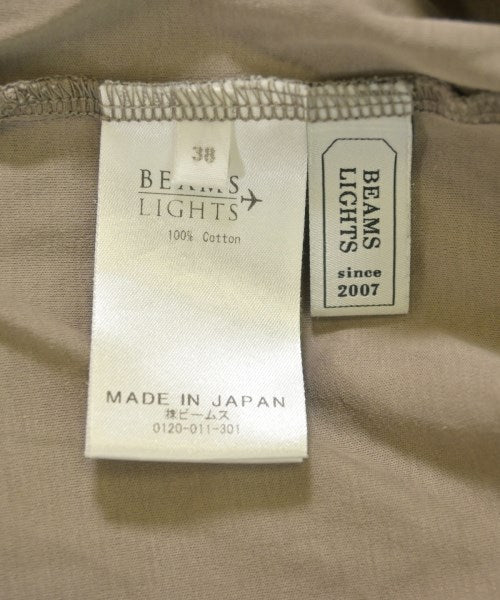 38
BEAMS
LIGHTS
100% Cotton
MADE IN JAPAN
㈱ビームス
0120-011-301
BEAMS
LIGHTS
since
2007